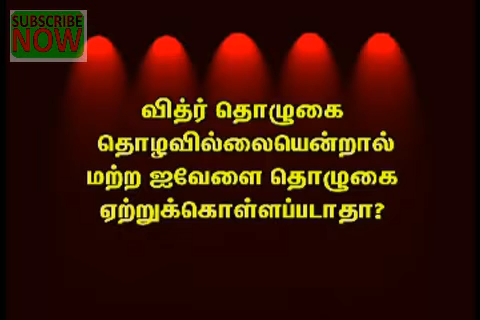 SUBSCRIBE
NOW
வித்ர் தொழுகை
தொழவில்லையென்றால்
மற்ற ஐவேளை தொழுகை
ஏற்றுக்கொள்ளப்படாதா?